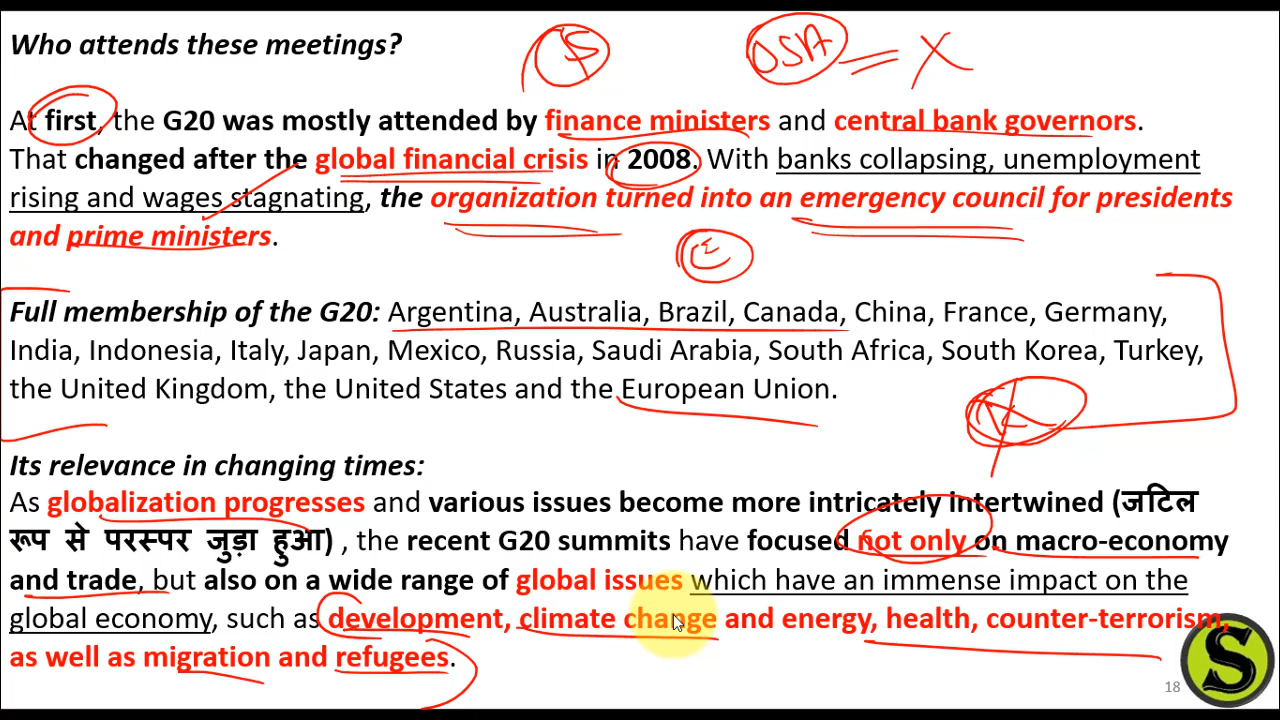 Who attends these meetings?
$ USA = X
At first, the G20 was mostly attended by finance ministers and central bank governors.
That changed after the global financial crisis in 2008. With banks collapsing, unemployment
rising and wages stagnating, the organization turned into an emergency council for presidents
and prime ministers.
Full membership of the G20: Argentina, Australia, Brazil, Canada, China, France, Germany,
India, Indonesia, Italy, Japan, Mexico, Russia, Saudi Arabia, South Africa, South Korea, Turkey,
the United Kingdom, the United States and the European Union.
Its relevance in changing times:
As globalization progresses and various issues become more intricately intertwined (जटिल
रूप से परस्पर जुड़ा हुआ) , the recent G20 summits have focused not only on macro-economy
and trade, but also on a wide range of global issues which have an immense impact on the
global economy, such as development, climate change and energy, health, counter-terrorism,
as well as migration and refugees.
S
18